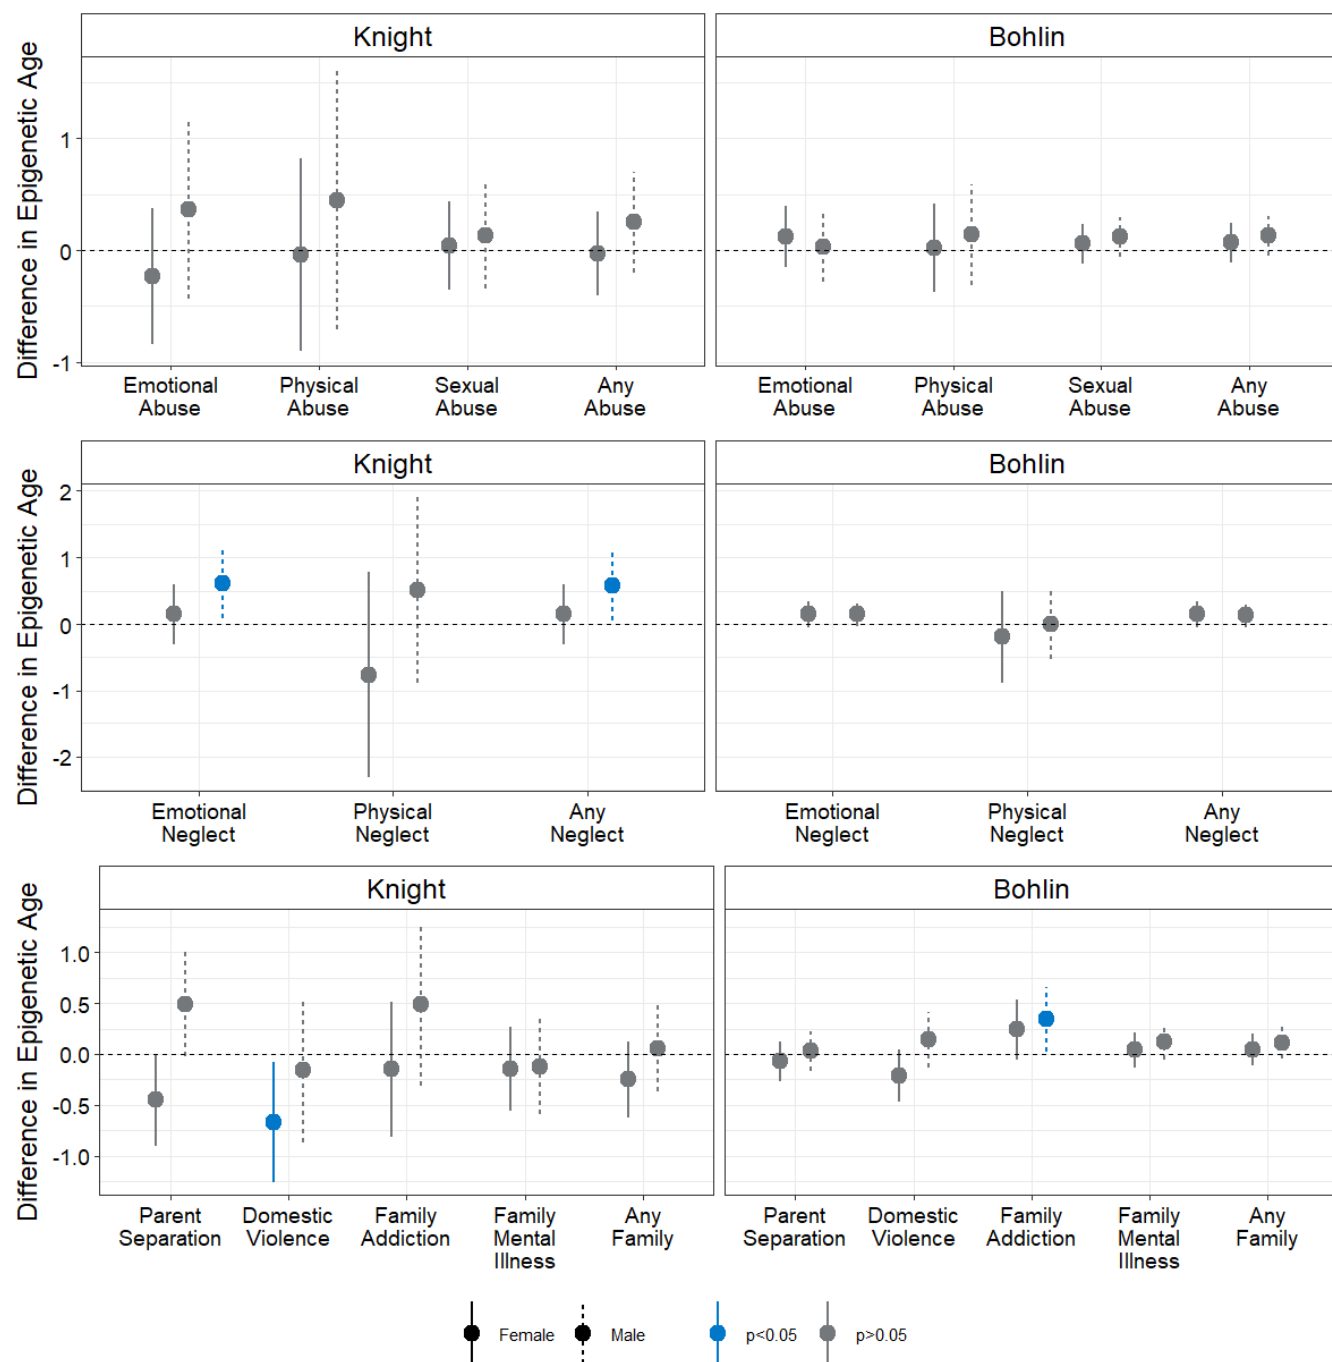 Knight
Bohlin
Difference in Epigenetic Age
1
0
-1
Emotional
Abuse
Physical
Abuse
Sexual
Abuse
Any
Abuse
Emotional
Abuse
Physical
Abuse
Sexual
Abuse
Any
Abuse
Knight
Bohlin
Difference in Epigenetic Age
2
1
0
-1
-2
Emotional
Neglect
Physical
Neglect
Any
Neglect
Emotional
Neglect
Physical
Neglect
Any
Neglect
Knight
Bohlin
Difference in Epigenetic Age
1.0
0.5
0.0
-0.5
-1.0
Parent
Separation
Domestic
Violence
Family
Addiction
Family
Mental
Illness
Any
Family
Parent
Separation
Domestic
Violence
Family
Addiction
Family
Mental
Illness
Any
Family
Female
Male
p<0.05
p>0.05